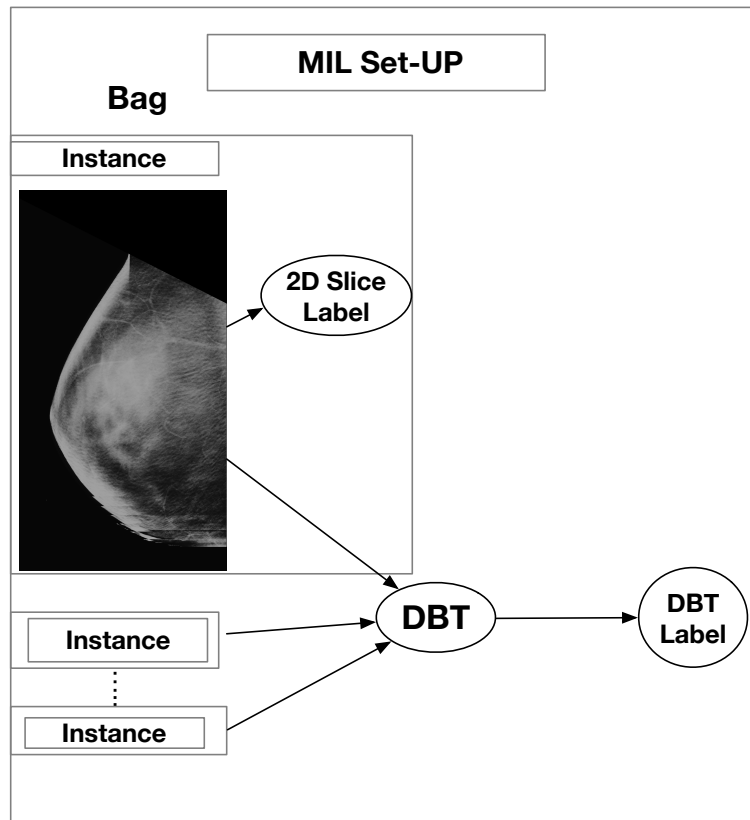 MIL Set-UP
Bag
Instance
2D Slice
Label
DBT
DBT
Label
Instance
Instance